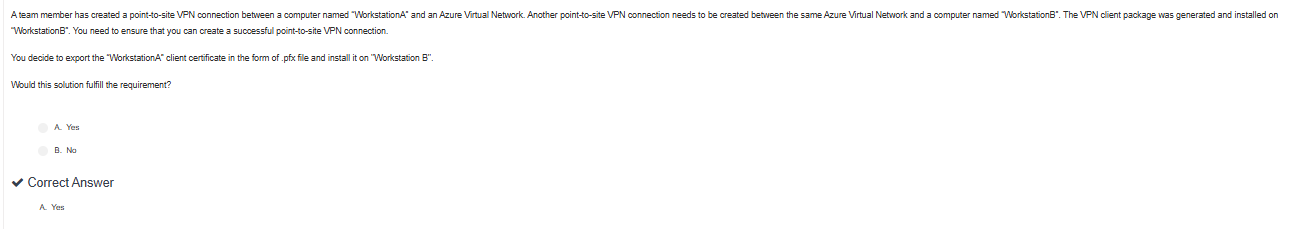 A team member has created a point-to-site VPN connection between a computer named "WorkstationA" and an Azure Virtual Network. Another point-to-site VPN connection needs to be created between the same Azure Virtual Network and a computer named "WorkstationB". The VPN client package was generated and installed on
"WorkstationB". You need to ensure that you can create a successful point-to-site VPN connection.
You decide to export the "WorkstationA" client certificate in the form of .pfx file and install it on "Workstation B".
Would this solution fulfill the requirement?
A. Yes
B. No
✔ Correct Answer
A. Yes